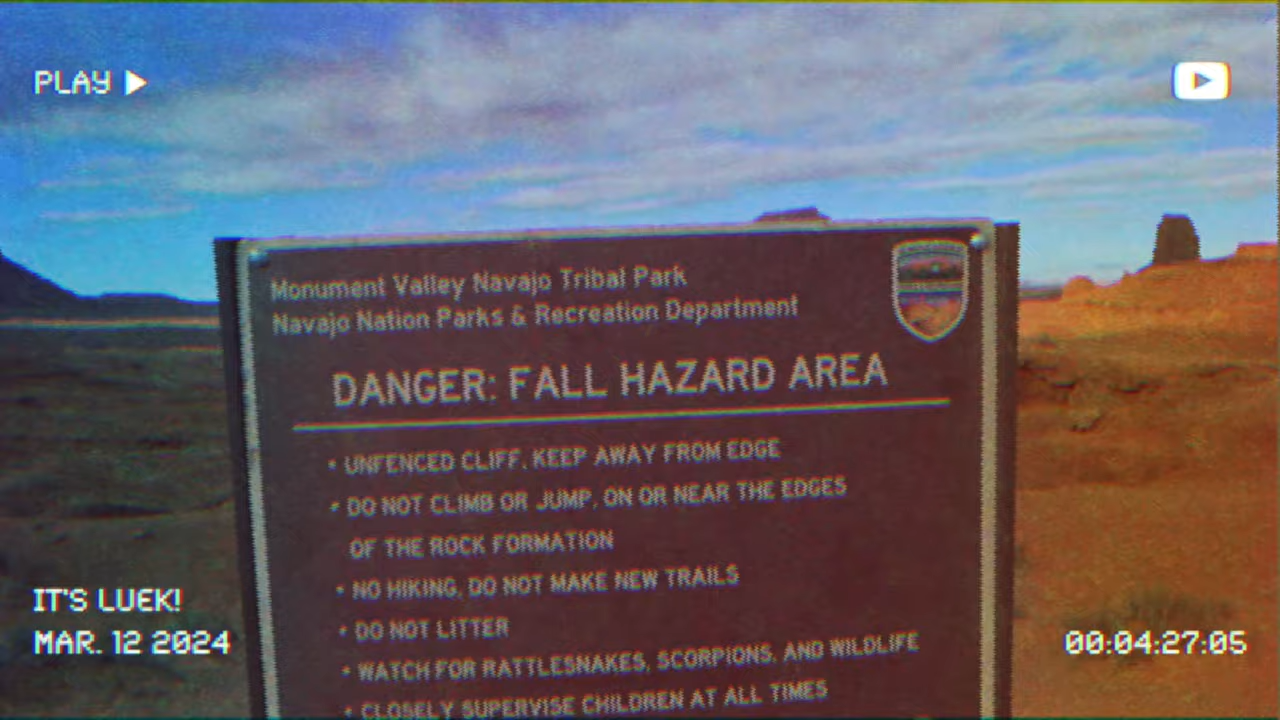 PLAY
Monument Valley Navajo Tribal Park
Navajo Nation Parks & Recreation Department
DANGER: FALL HAZARD AREA
• UNFENCED CLIFF, KEEP AWAY FROM EDGE
• DO NOT CLIMB OR JUMP, ON OR NEAR THE EDGES
OF THE ROCK FORMATION
• NO HIKING, DO NOT MAKE NEW TRAILS
• DO NOT LITTER
• WATCH FOR RATTLESNAKES, SCORPIONS, AND WILDLIFE
• CLOSELY SUPERVISE CHILDREN AT ALL TIMES
IT'S LUEK!
MAR. 12 2024
00:04:27:05